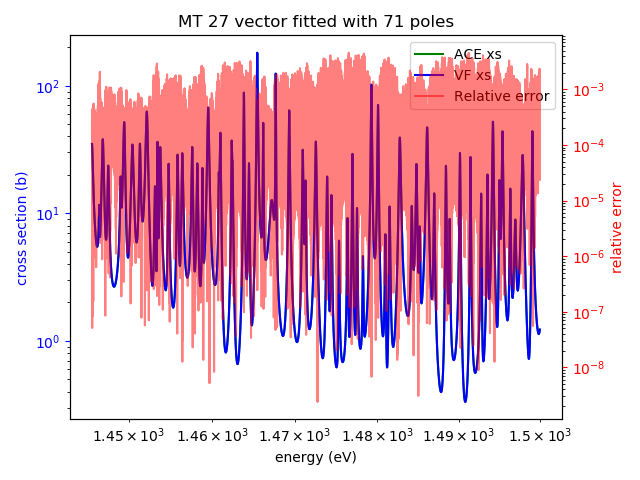 MT 27 vector fitted with 71 poles
ACE xs
VF xs
Relative error
10²
10¹
10⁰
cross section (b)
10⁻³
10⁻⁴
10⁻⁵
10⁻⁶
10⁻⁷
10⁻⁸
relative error
1.45×10³ 1.46×10³ 1.47×10³ 1.48×10³ 1.49×10³ 1.5×10³
energy (eV)